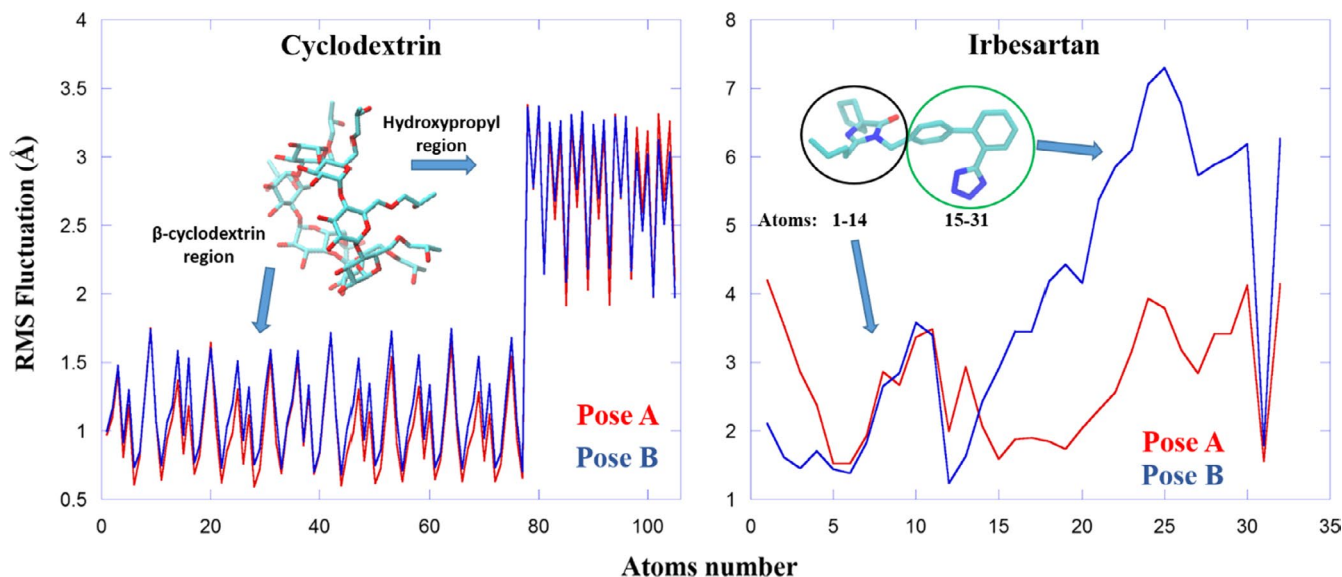 Cyclodextrin
Hydroxypropyl
region
β-cyclodextrin
region
Pose A
Pose B
4
3.5
3
2.5
2
1.5
1
0.5
0
20
40
60
80
100
RMS Fluctuation (Å)
Irbesartan
Atoms: 1-14
15-31
Pose A
Pose B
8
7
6
5
4
3
2
1
0
5
10
15
20
25
30
35
Atoms number